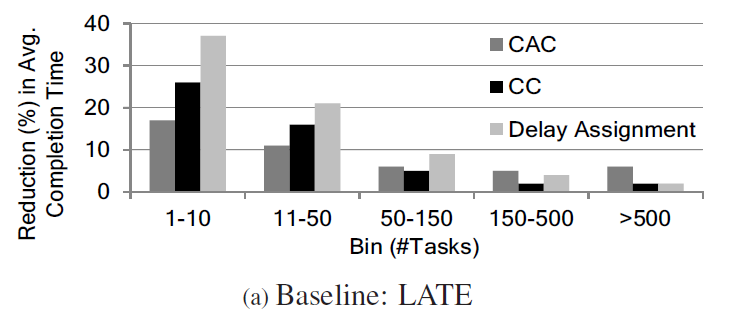 Reduction (%) in Avg.
Completion Time
40
30
20
10
0
CAC
CC
Delay Assignment
1-10 11-50 50-150 150-500 >500
Bin (#Tasks)
(a) Baseline: LATE